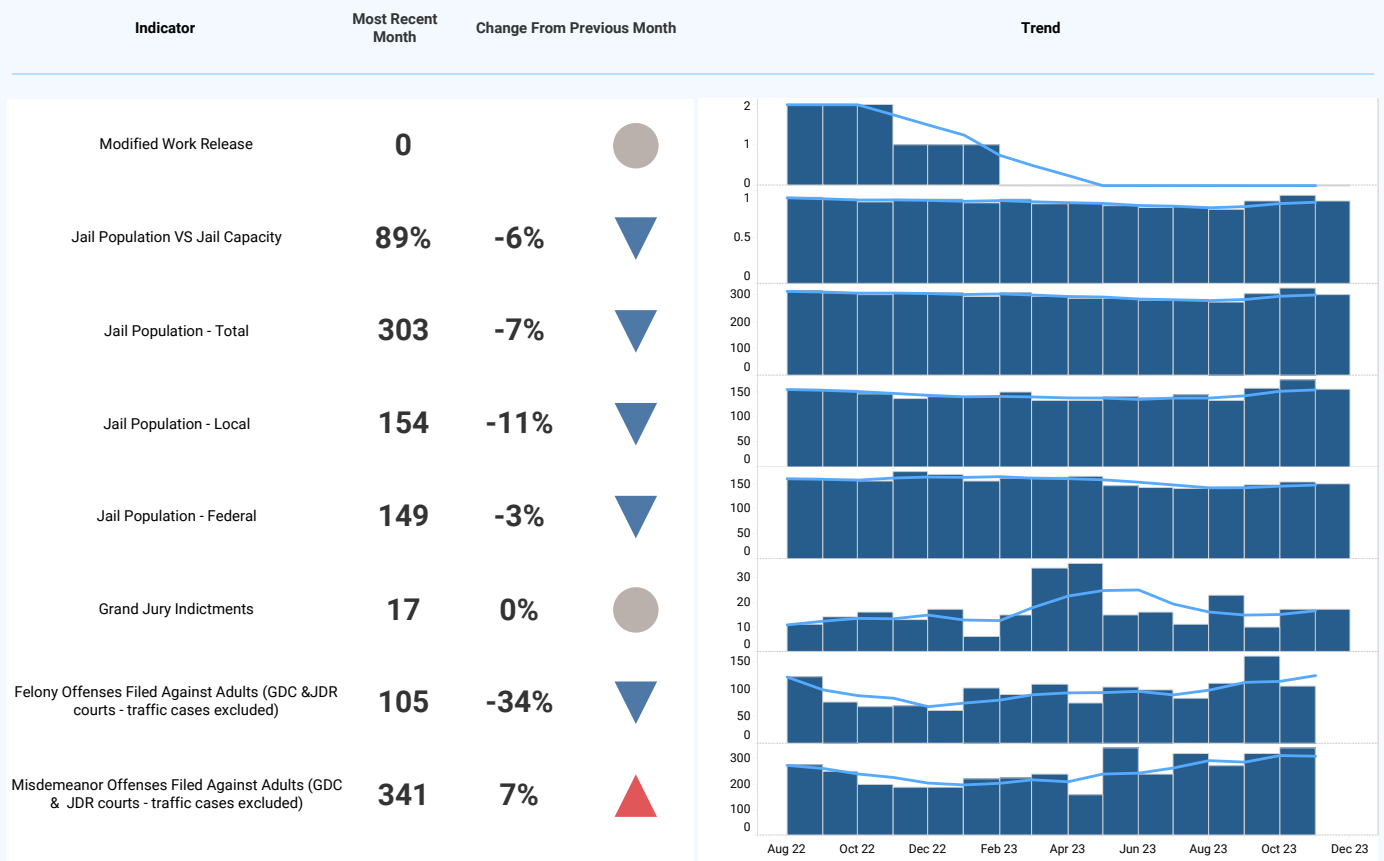 Indicator
Most Recent
Month
Change From Previous Month
Trend
Modified Work Release
0
2
1
0
Jail Population VS Jail Capacity
89%
-6%
1
0.5
0
Jail Population - Total
303
-7%
300
200
100
0
Jail Population - Local
154
-11%
150
100
50
0
Jail Population - Federal
149
-3%
150
100
50
0
Grand Jury Indictments
17
0%
30
20
10
0
Felony Offenses Filed Against Adults (GDC &JDR
courts - traffic cases excluded)
105
-34%
150
100
50
0
Misdemeanor Offenses Filed Against Adults (GDC
& JDR courts - traffic cases excluded)
341
7%
300
200
100
0
Aug 22
Oct 22
Dec 22
Feb 23
Apr 23
Jun 23
Aug 23
Oct 23
Dec 23